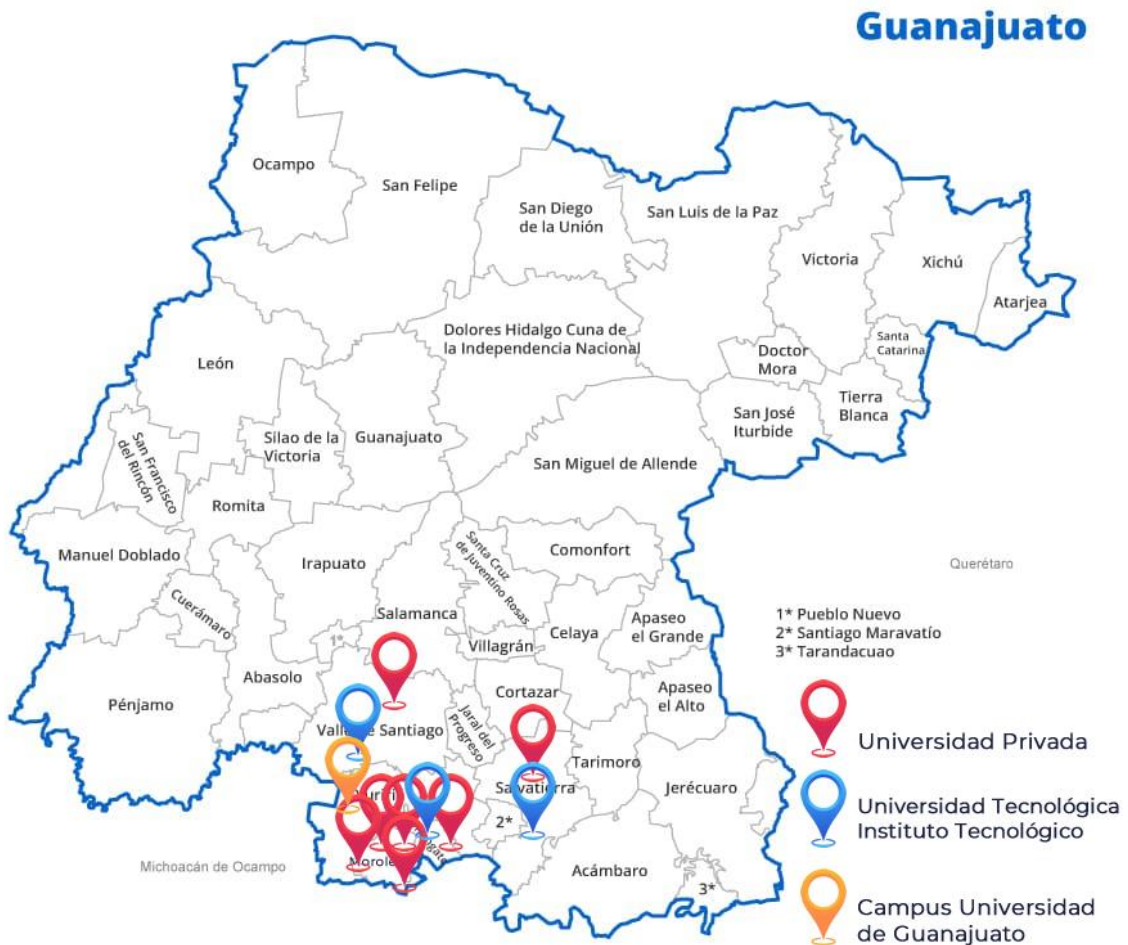 Guanajuato
Ocampo
San Felipe
San Diego
de la Unión
San Luis de la Paz
Victoria
Xichú
Atarjea
Dolores Hidalgo Cuna de
la Independencia Nacional
Santa
Catarina
Doctor
Mora
León
Tierra
Blanca
San José
Iturbide
Silao de la
Victoria
Guanajuato
San Francisco
del Rincón
San Miguel de Allende
Romita
Manuel Doblado
Irapuato
Santa Cruz
de Juventino Rosas
Comonfort
Querétaro
Cuerámaro
Salamanca
Apaseo
el Grande
1* Pueblo Nuevo
2* Santiago Maravatío
3* Tarandacuao
Celaya
1*
Villagrán
Abasolo
Cortazar
Apaseo
el Alto
Pénjamo
Jaral del
Progreso
Valle de Santiago
Universidad Privada
Tarimoro
Salvatierra
Jerécuaro
Universidad Tecnológica
Instituto Tecnológico
2*
Michoacán de Ocampo
Acámbaro
3*
Campus Universidad
de Guanajuato